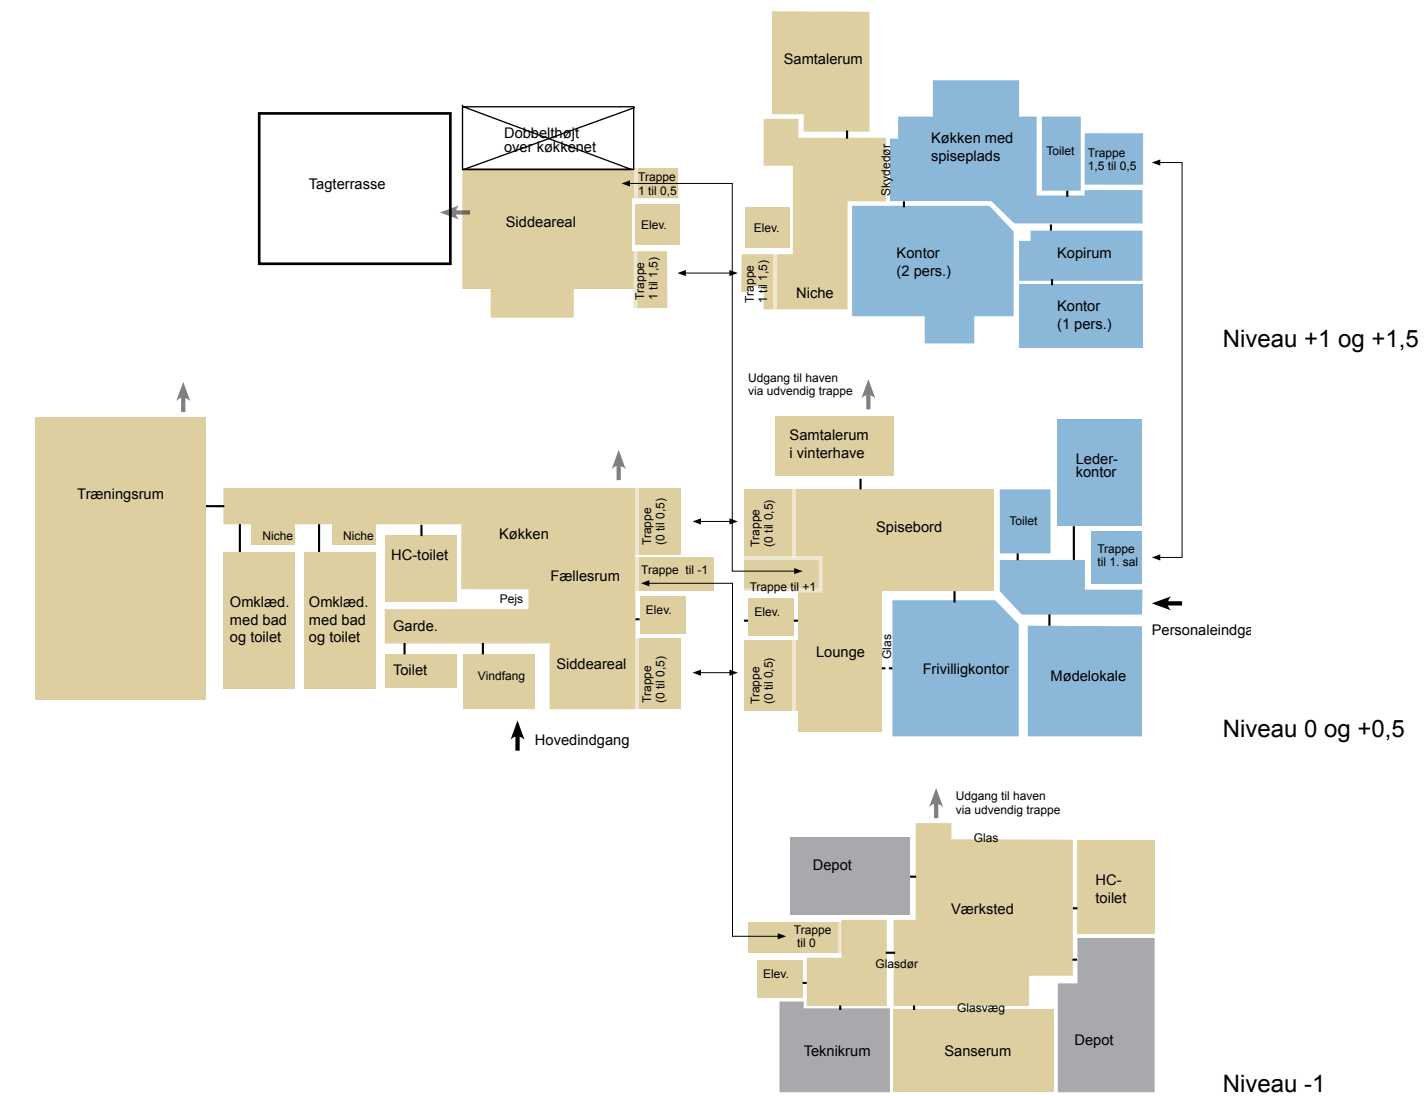 Samtalerum
Dobbelthøjt
over køkkenet
Tagterrasse
Siddeareal
Trappe
1 til 0,5
Elev.
Trappe
1 til 1,5)
Skydedør
Køkken med
spiseplads
Toilet
Trappe
1,5 til 0,5
Elev.
Trappe
1 til 1,5)
Niche
Kontor
(2 pers.)
Kopirum
Kontor
(1 pers.)
Niveau +1 og +1,5
Udgang til haven
via udvendig trappe
Træningsrum
Niche
Niche
HC-toilet
Køkken
Fællesrum
Pejs
Omklæd.
med bad
og toilet
Omklæd.
med bad
og toilet
Garde.
Toilet
Vindfang
Siddeareal
Trappe
(0 til 0,5)
Trappe til -1
Elev.
Trappe
(0 til 0,5)
Hovedindgang
Samtalerum
i vinterhave
Trappe
(0 til 0,5)
Spisebord
Trappe til +1
Elev.
Trappe
(0 til 0,5)
Lounge
Glas
Frivilligkontor
Toilet
Leder-
kontor
Trappe
til 1. sal
Personaleindga
Mødelokale
Niveau 0 og +0,5
Udgang til haven
via udvendig trappe
Glas
Depot
Værksted
HC-
toilet
Trappe
til 0
Elev.
Glasdør
Glasvæg
Teknikrum
Sanserum
Depot
Niveau -1